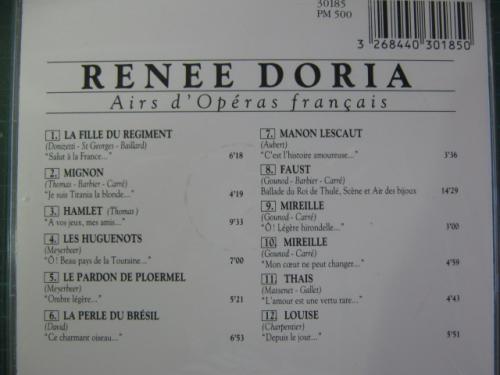 30185
PM 500
3 268440 301850
RENEE DORIA
Airs d'Opéras français
1. LA FILLE DU REGIMENT
(Donizetti - St Georges - Baillard)
"Salut à la France..." 6'18
2. MIGNON
(Thomas - Barbier - Carré)
"Je suis Titania la blonde..." 4'19
3. HAMLET (Thomas)
"A vos jeux, mes amis..." 9'33
4. LES HUGUENOTS
(Meyerbeer)
"Ô! Beau pays de la Touraine..." 7'00
5. LE PARDON DE PLOERMEL
(Meyerbeer)
"Ombre légère..." 5'21
6. LA PERLE DU BRÉSIL
(David)
"Ce charmant oiseau..." 6'53
7. MANON LESCAUT
(Aubert)
"C'est l'histoire amoureuse..." 3'36
8. FAUST
(Gounod - Barbier - Carré)
Ballade du Roi de Thulé, Scène et Air des bijoux 14'29
9. MIREILLE
(Gounod - Carré)
"Ô! Légère hirondelle..." 3'00
10. MIREILLE
(Gounod - Carré)
"Mon cœur ne peut changer..." 4'59
11 THAIS
(Massenet - Gallet)
"L'amour est une vertu rare..." 4'43
12. LOUISE
(Charpentier)
"Depuis le jour..." 5'51